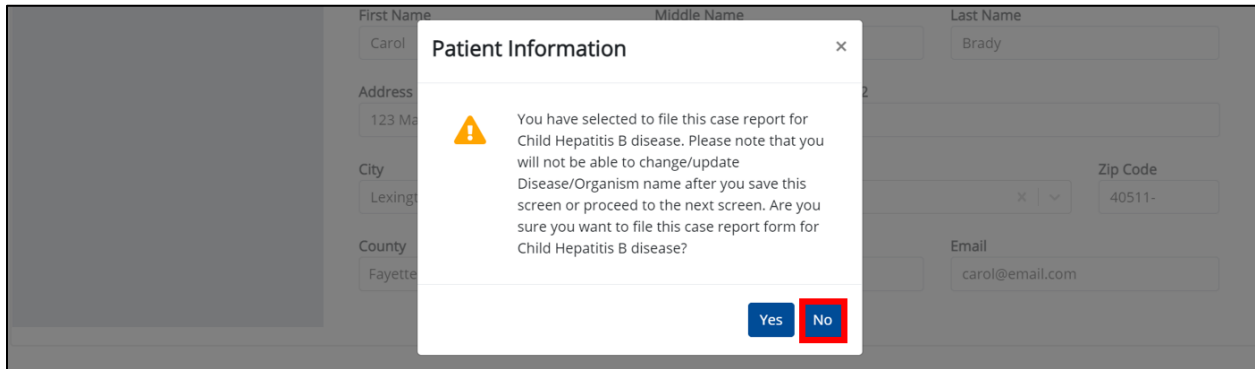 First Name Middle Name Last Name
Carol Brady
Patient Information ×
Address 2
123 Ma
You have selected to file this case report for
Child Hepatitis B disease. Please note that you
will not be able to change/update
Disease/Organism name after you save this
screen or proceed to the next screen. Are you
sure you want to file this case report form for
Child Hepatitis B disease?
City Zip Code
Lexingt 40511-
County Email
Fayette carol@email.com
Yes No